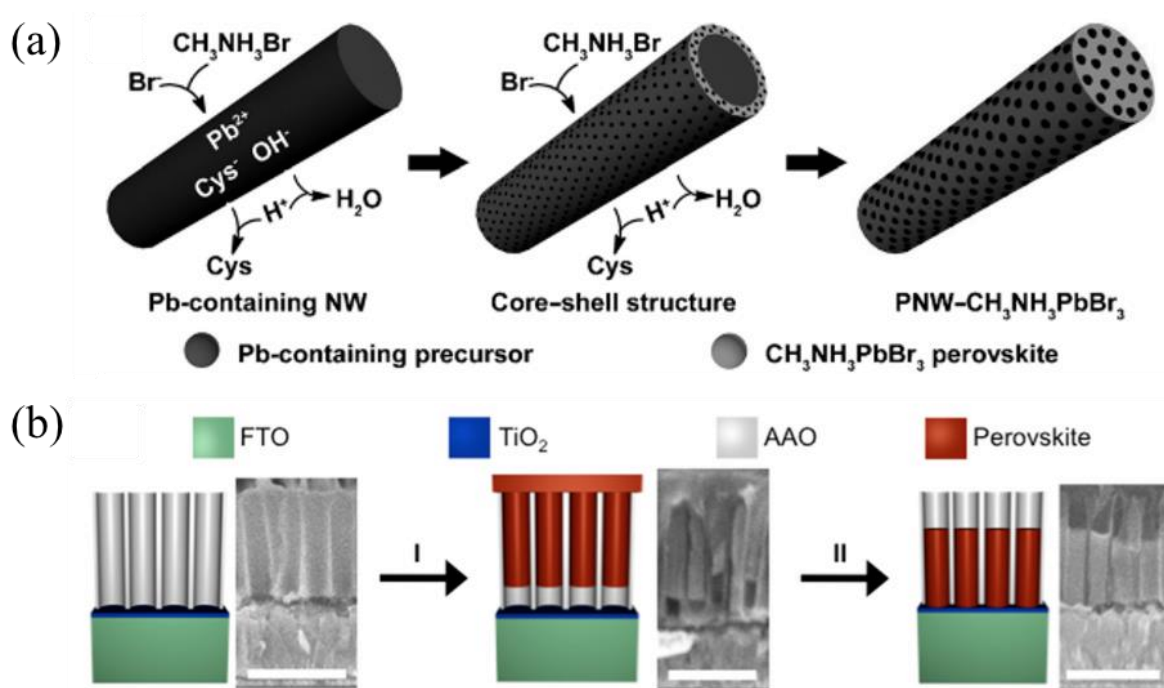 (a)
CH₃NH₃Br
Br⁻
Pb²⁺
Cys⁻ OH⁻
H⁺
H₂O
Cys
Pb-containing NW
CH₃NH₃Br
Br⁻
H⁺
H₂O
Cys
Core–shell structure
PNW–CH₃NH₃PbBr₃
Pb-containing precursor
CH₃NH₃PbBr₃ perovskite
(b)
FTO
TiO₂
AAO
Perovskite
I
II